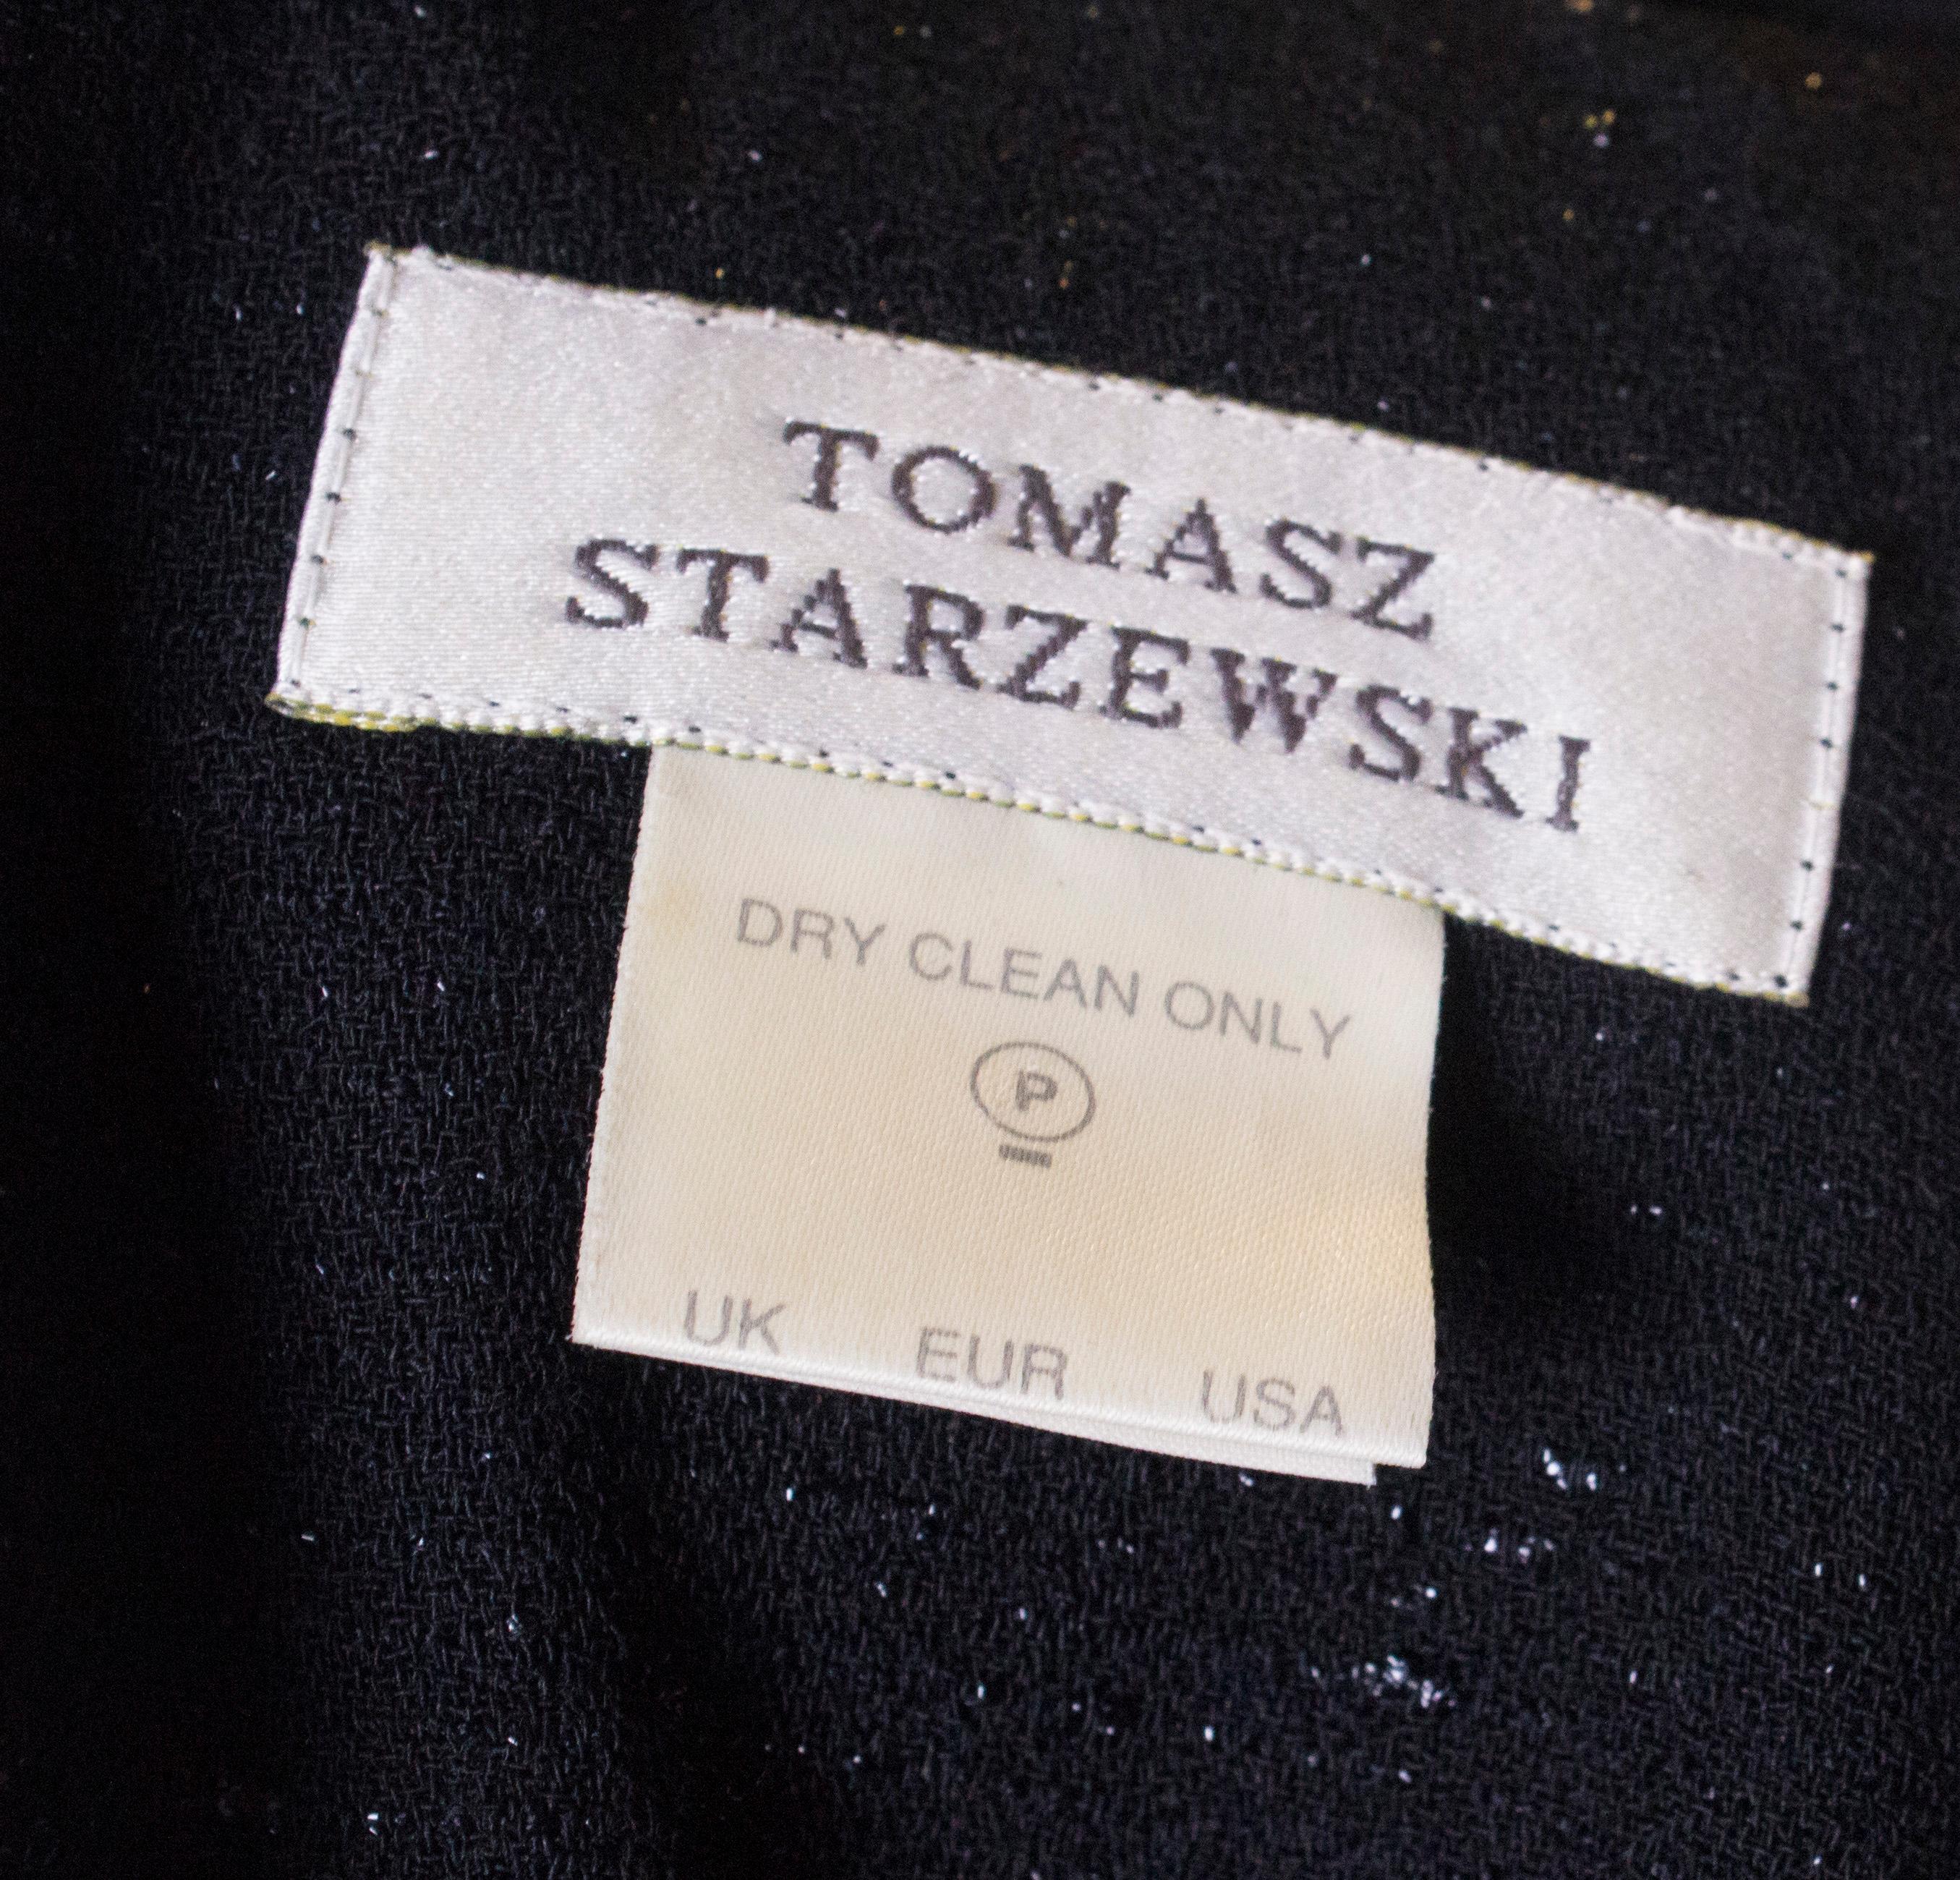 TOMASZ
STARZEWSKI
DRY CLEAN ONLY
P
UK EUR USA